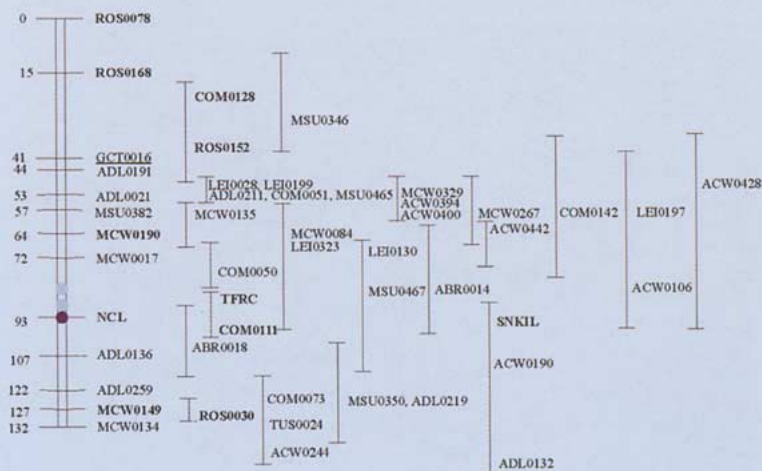 0 ROS0078
15 ROS0168
COM0128
MSU0346
ROS0152
41 GCT0016
44 ADL0191
LEI0028, LEI0199
ADL0211, COM0051, MSU0465
MCW0329
ACW0394
ACW0400
ACW0428
53 ADL0021
57 MSU0382
MCW0135
MCW0267
COM0142
LEI0197
ACW0442
64 MCW0190
MCW0084
LEI0323
LEI0130
72 MCW0017
COM0050
MSU0467
ABR0014
ACW0106
TFRC
93 NCL
SNKIL
COM0111
ABR0018
107 ADL0136
ACW0190
122 ADL0259
COM0073
MSU0350, ADL0219
127 MCW0149
ROS0030
TUS0024
132 MCW0134
ACW0244
ADL0132